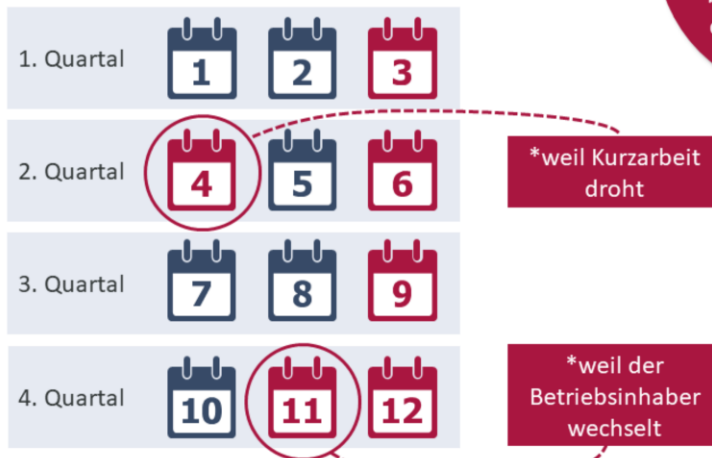 1. Quartal 1 2 3
2. Quartal 4 5 6
*weil Kurzarbeit
droht
3. Quartal 7 8 9
4. Quartal 10 11 12
*weil der
Betriebsinhaber
wechselt